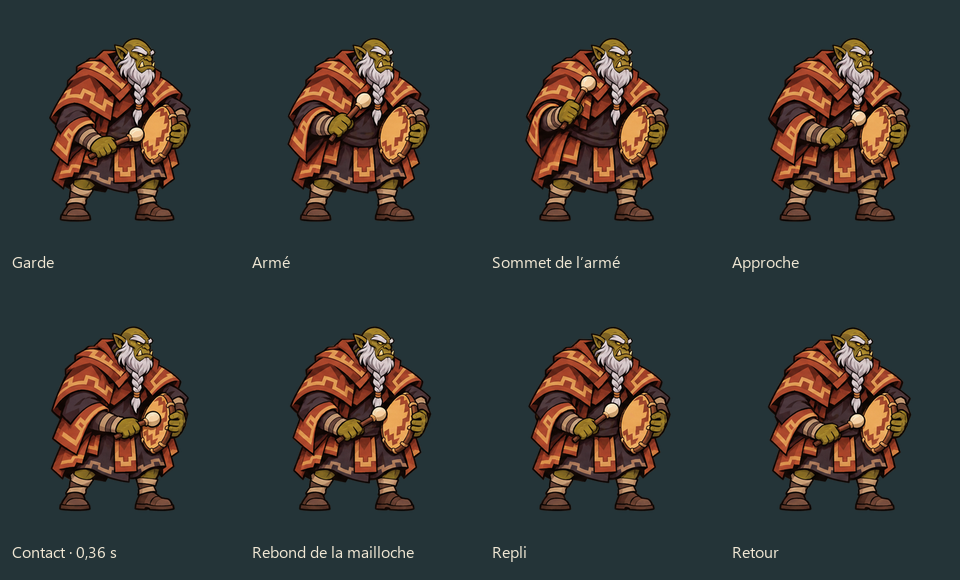 Garde
Armé
Sommet de l’armé
Approche
Contact · 0,36 s
Rebond de la mailloche
Repli
Retour